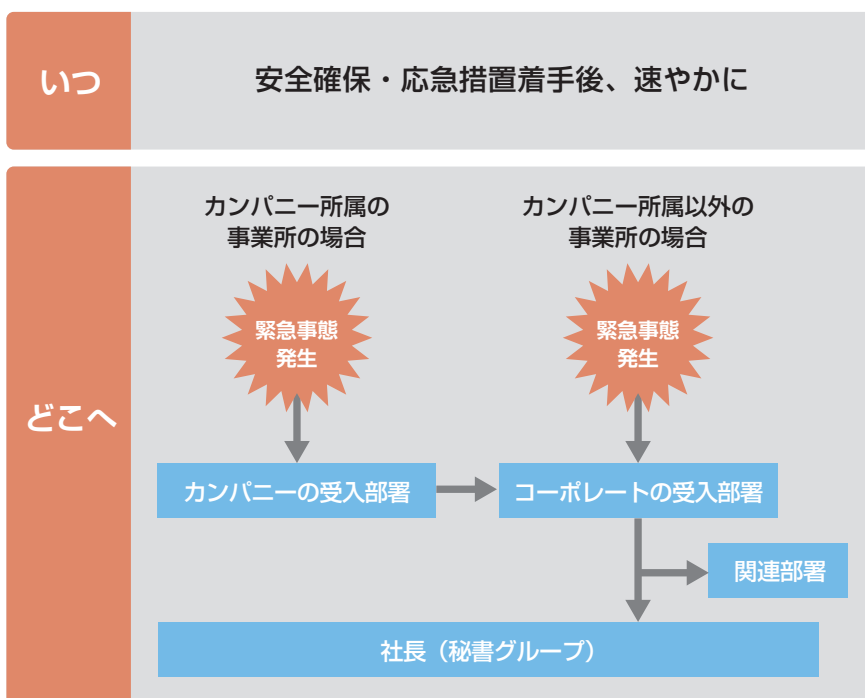 いつ
安全確保・応急措置着手後、速やかに
どこへ
カンパニー所属の
事業所の場合
カンパニー所属以外の
事業所の場合
緊急事態
発生
緊急事態
発生
カンパニーの受入部署
コーポレートの受入部署
関連部署
社長（秘書グループ）